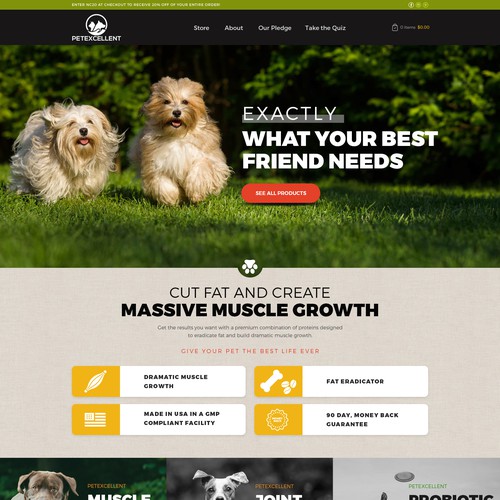 ENTER NC20 AT CHECKOUT TO RECEIVE 20% OFF OF YOUR ENTIRE ORDER!
PETEXCELLENT
Store About Our Pledge Take the Quiz
0 Items $0.00
EXACTLY
WHAT YOUR BEST
FRIEND NEEDS
SEE ALL PRODUCTS
CUT FAT AND CREATE
MASSIVE MUSCLE GROWTH
Get the results you want with a premium combination of proteins designed
to eradicate fat and build dramatic muscle growth.
GIVE YOUR PET THE BEST LIFE EVER
DRAMATIC MUSCLE
GROWTH
FAT ERADICATOR
MADE IN USA IN A GMP
COMPLIANT FACILITY
90 DAY, MONEY BACK
GUARANTEE
PETEXCELLENT
MUSCLE
PETEXCELLENT
JOINT
PETEXCELLENT
PROBIOTIC